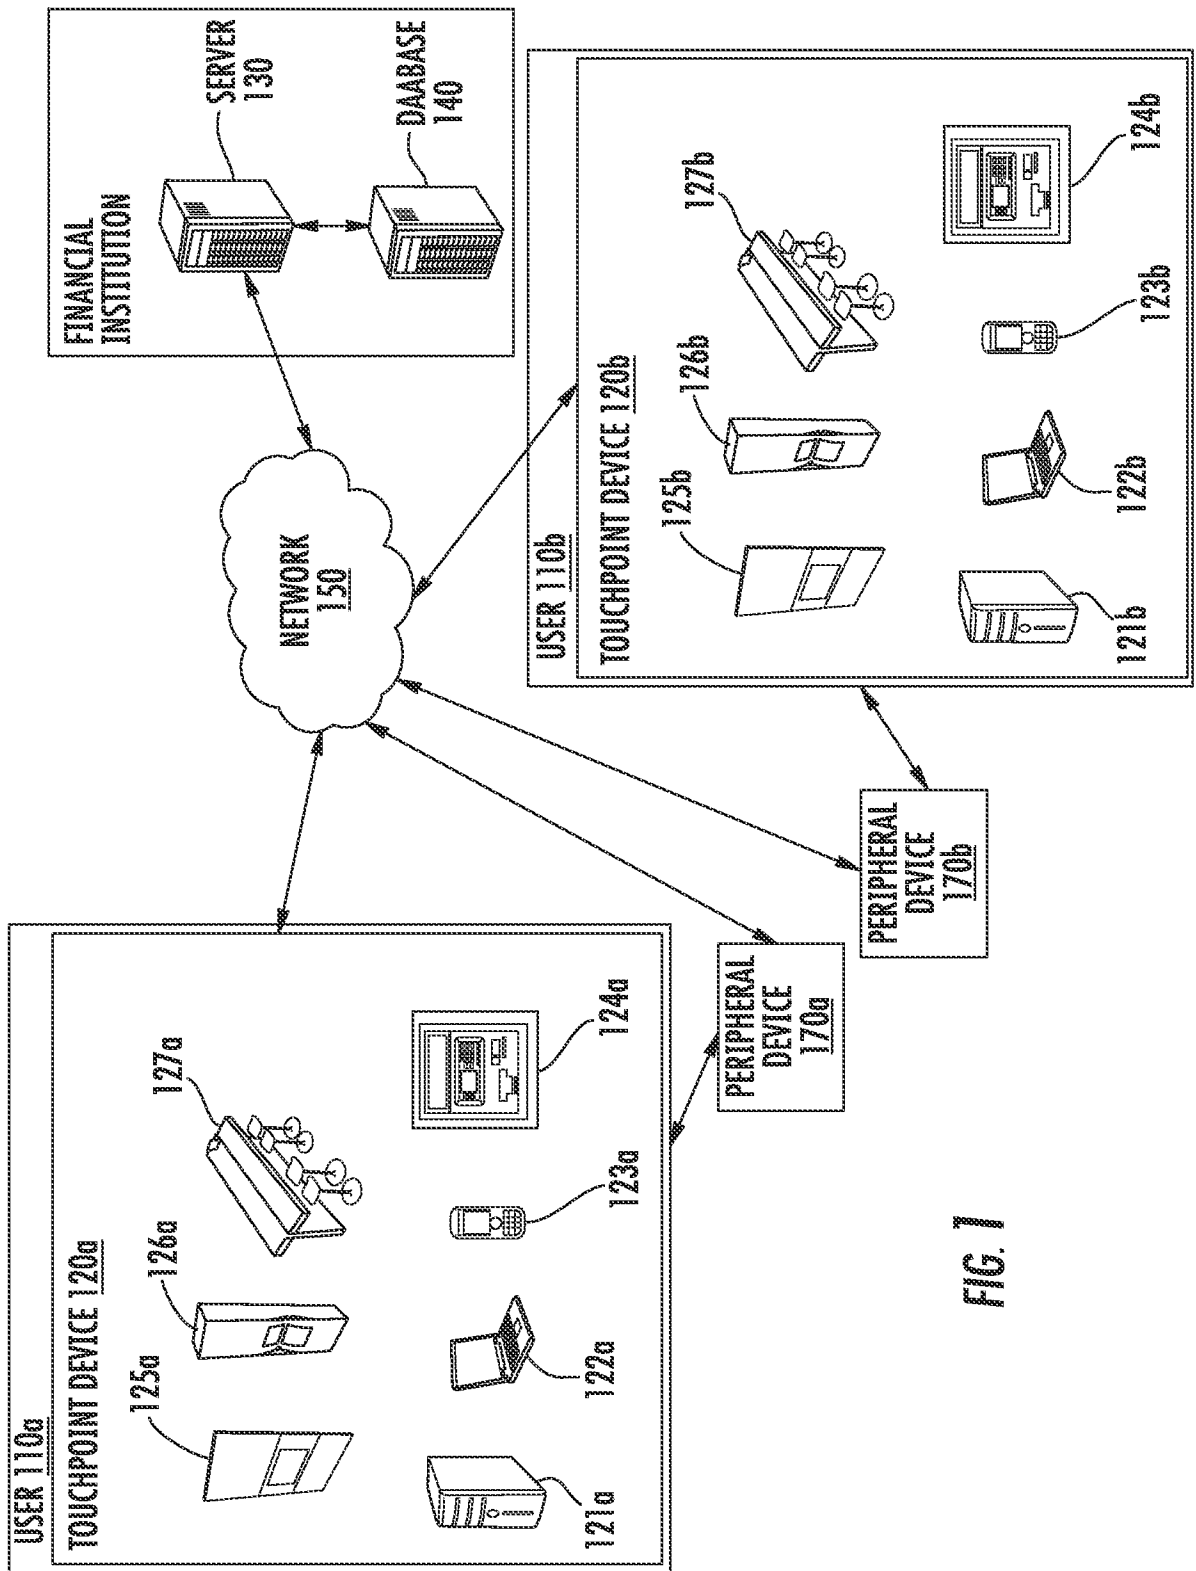 USER 110a
TOUCHPOINT DEVICE 120a
125a
126a
127a
121a
122a
123a
124a
NETWORK
150
FINANCIAL
INSTITUTION
SERVER
130
DAABASE
140
USER 110b
TOUCHPOINT DEVICE 120b
125b
126b
127b
121b
122b
123b
124b
PERIPHERAL
DEVICE
170a
PERIPHERAL
DEVICE
170b
FIG. 1